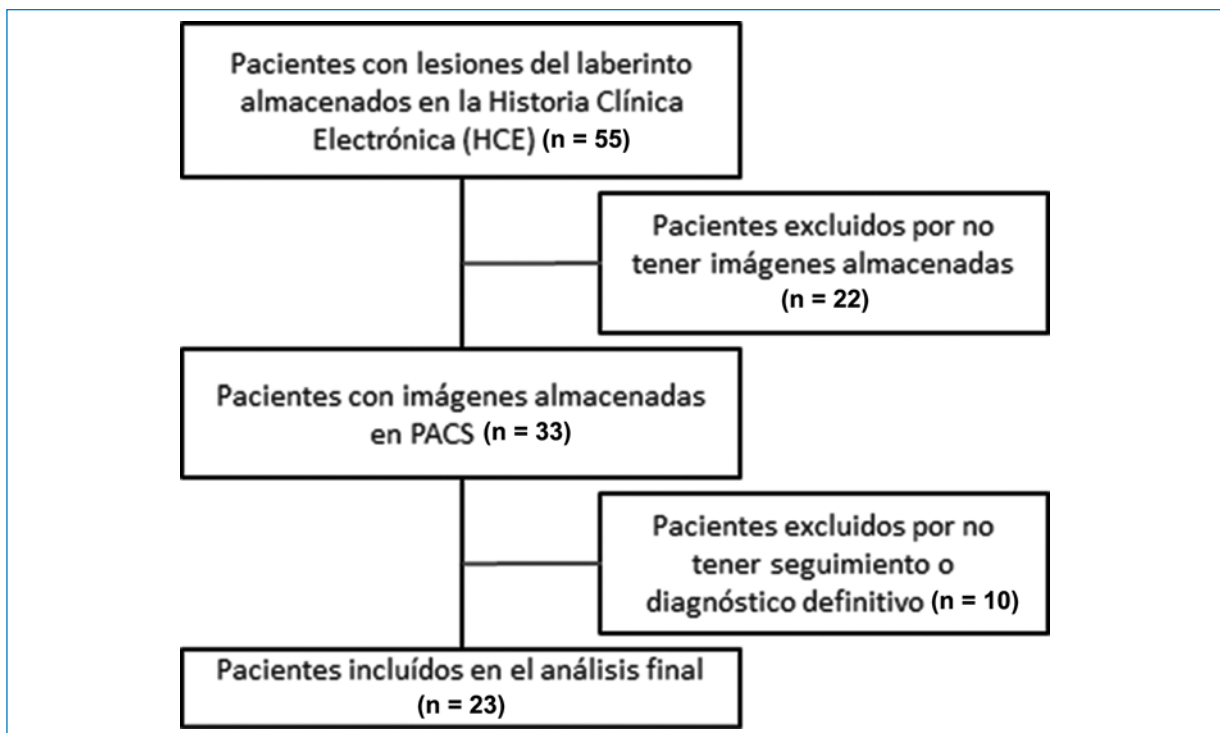 Pacientes con lesiones del laberinto
almacenados en la Historia Clínica
Electrónica (HCE) (n = 55)
Pacientes excluidos por no
tener imágenes almacenadas
(n = 22)
Pacientes con imágenes almacenadas
en PACS (n = 33)
Pacientes excluidos por no
tener seguimiento o
diagnóstico definitivo (n = 10)
Pacientes incluídos en el análisis final
(n = 23)